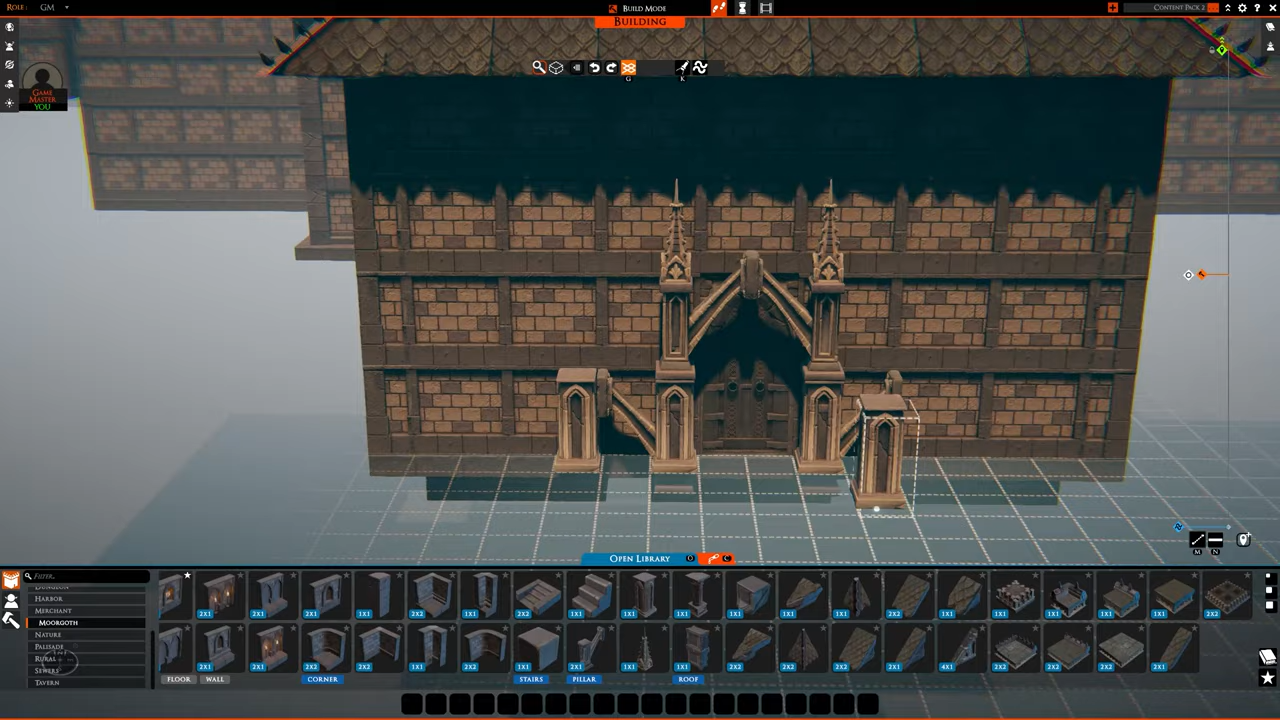 ROLE: GM
BUILD MODE
CONTENT PACK 2
BUILDING
GAME
MASTER
YOU
G
K
OPEN LIBRARY
M N
FILTER...
DUNGEON
HARBOR
MERCHANT
MOORGOTH
NATURE
PALISADE
RURAL
SEWERS
TAVERN
2X1 2X1 2X1 1X1 2X2 1X1 2X2 1X1 1X1 1X1 2X1 1X1 1X1 2X2 2X1 1X1 1X1 1X1 1X1 2X2
2X1 2X1 2X2 2X2 1X1 2X2 1X1 1X1 1X1 1X1 2X2 2X2 2X2 2X1 4X1 2X2 2X2 2X2 2X1
FLOOR WALL CORNER STAIRS PILLAR ROOF